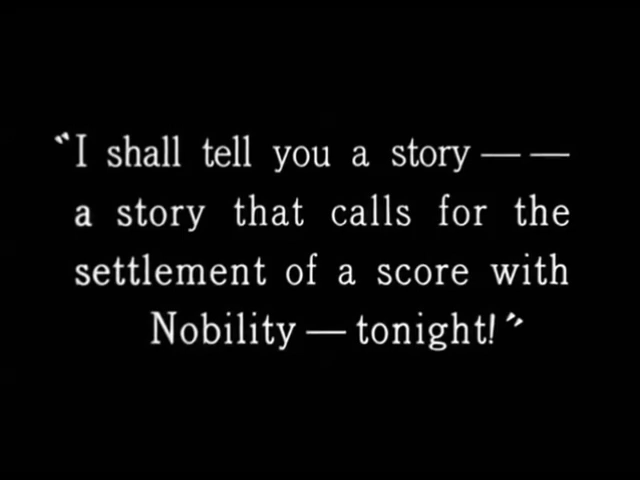 "I shall tell you a story — —
a story that calls for the
settlement of a score with
Nobility — tonight!"